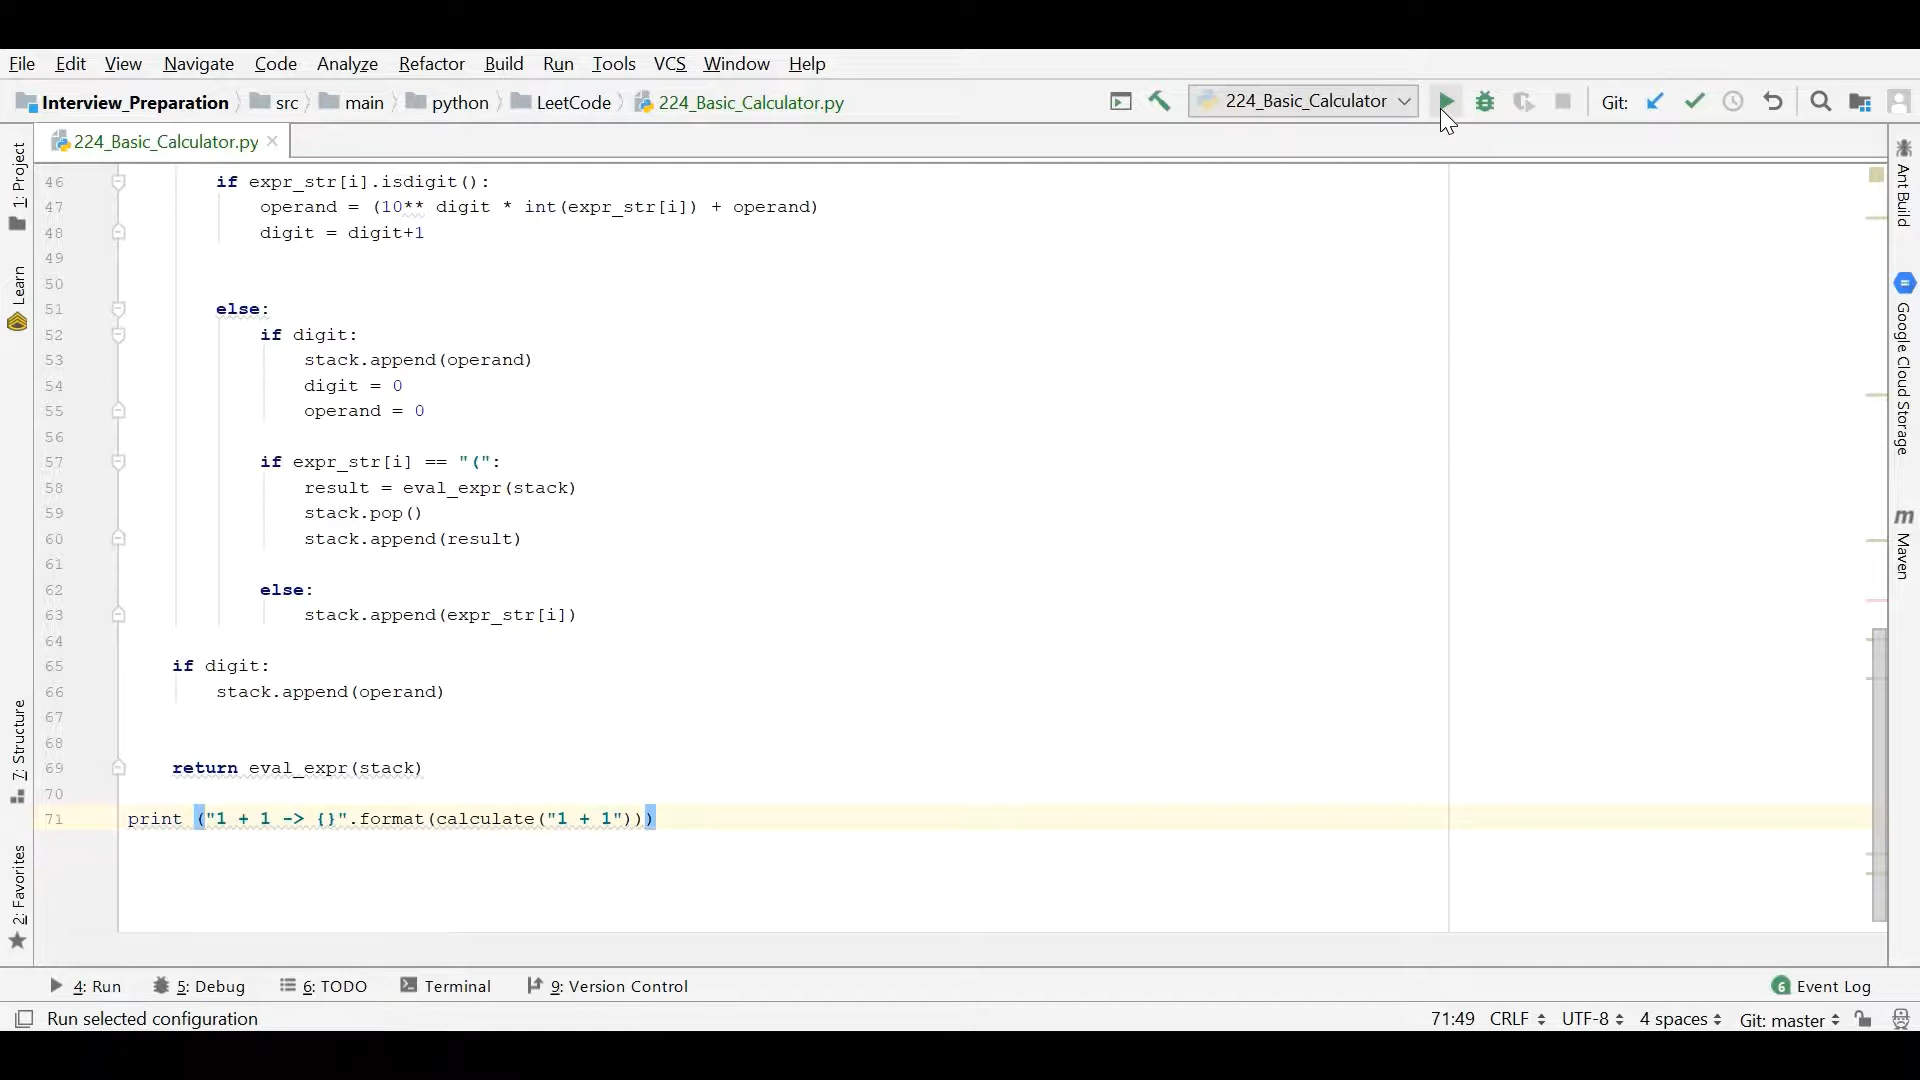 File Edit View Navigate Code Analyze Refactor Build Run Tools VCS Window Help
Interview_Preparation src main python LeetCode 224_Basic_Calculator.py 224_Basic_Calculator Git:
224_Basic_Calculator.py
1: Project
Learn
7: Structure
2: Favorites
46 if expr_str[i].isdigit():
47 operand = (10** digit * int(expr_str[i]) + operand)
48 digit = digit+1
49
50
51 else:
52 if digit:
53 stack.append(operand)
54 digit = 0
55 operand = 0
56
57 if expr_str[i] == "(":
58 result = eval_expr(stack)
59 stack.pop()
60 stack.append(result)
61
62 else:
63 stack.append(expr_str[i])
64
65 if digit:
66 stack.append(operand)
67
68
69 return eval_expr(stack)
70
71 print ("1 + 1 -> {}".format(calculate("1 + 1")))
Ant Build
Google Cloud Storage
m Maven
4: Run 5: Debug 6: TODO Terminal 9: Version Control 6 Event Log
Run selected configuration 71:49 CRLF UTF-8 4 spaces Git: master